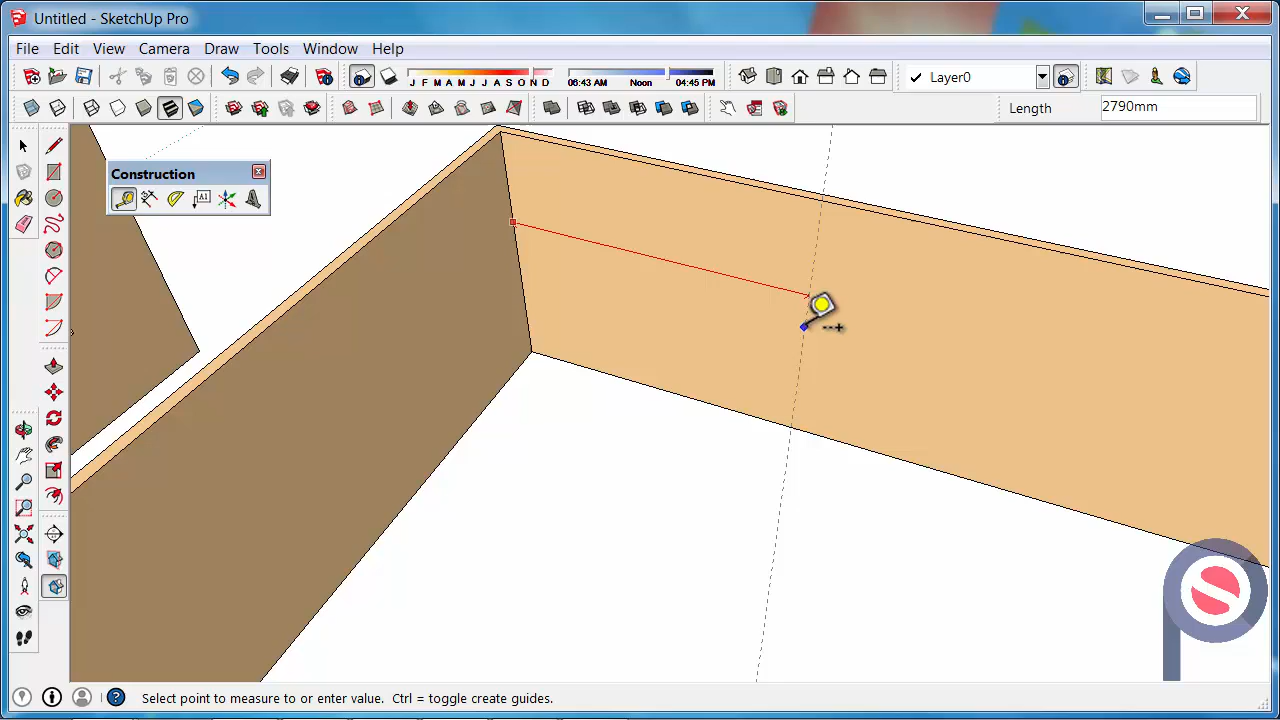 Untitled - SketchUp Pro
File Edit View Camera Draw Tools Window Help
J F M A M J J A S O N D
06:43 AM Noon 04:45 PM
Layer0
Length 2790mm
Construction
A1
Select point to measure to or enter value. Ctrl = toggle create guides.